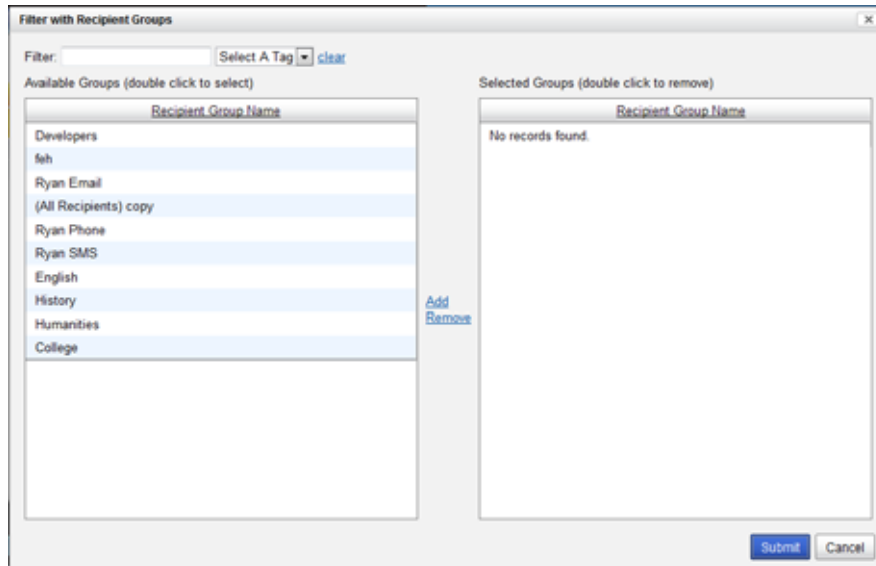 Filter with Recipient Groups
Filter: Select A Tag clear
Available Groups (double click to select)
Selected Groups (double click to remove)
Recipient Group Name
Recipient Group Name
Developers
No records found.
feh
Ryan Email
(All Recipients) copy
Ryan Phone
Ryan SMS
English
History
Add
Remove
Humanities
College
Submit
Cancel